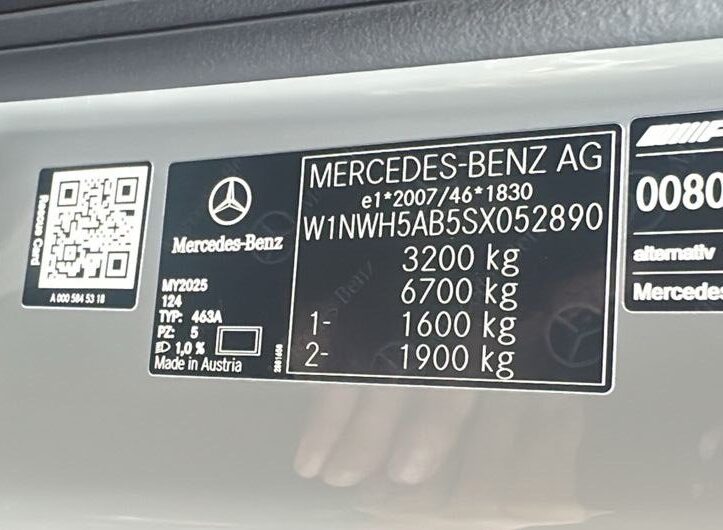 Rescue Card
A 000 584 53 18
Mercedes-Benz
MY2025
124
TYP: 463A
PZ: 5
1,0 %
Made in Austria
MERCEDES-BENZ AG
e1*2007/46*1830
W1NWH5AB5SX052890
3200 kg
6700 kg
1- 1600 kg
2- 1900 kg
0080
alternativ
Mercedes